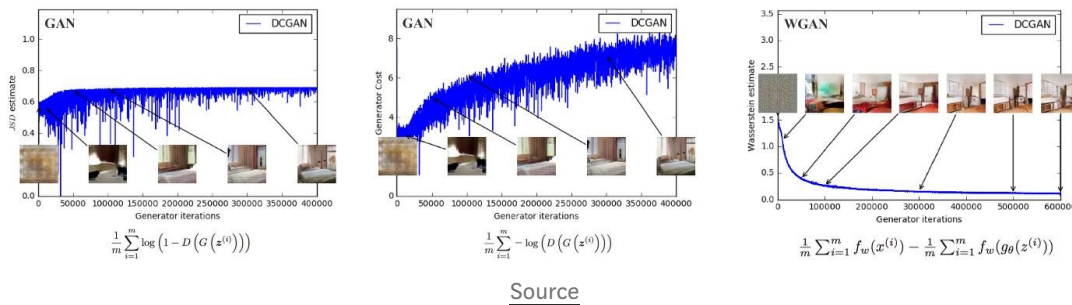 GAN
DCGAN
JSD estimate
1.0
0.8
0.6
0.4
0.2
0.0
0 50000 100000 150000 200000 250000 300000 350000 400000
Generator iterations
\frac{1}{m} \sum_{i=1}^{m} \log \left(1 - D\left(G\left(z^{(i)}\right)\right)\right)
GAN
DCGAN
Generator Cost
8
6
4
2
0
0 50000 100000 150000 200000 250000 300000 350000 400000
Generator iterations
\frac{1}{m} \sum_{i=1}^{m} -\log \left(D\left(G\left(z^{(i)}\right)\right)\right)
WGAN
DCGAN
Wasserstein estimate
3.5
3.0
2.5
2.0
1.5
1.0
0.5
0.0
0 100000 200000 300000 400000 500000 600000
Generator iterations
\frac{1}{m} \sum_{i=1}^{m} f_w(x^{(i)}) - \frac{1}{m} \sum_{i=1}^{m} f_w(g_θ(z^{(i)}))
Source